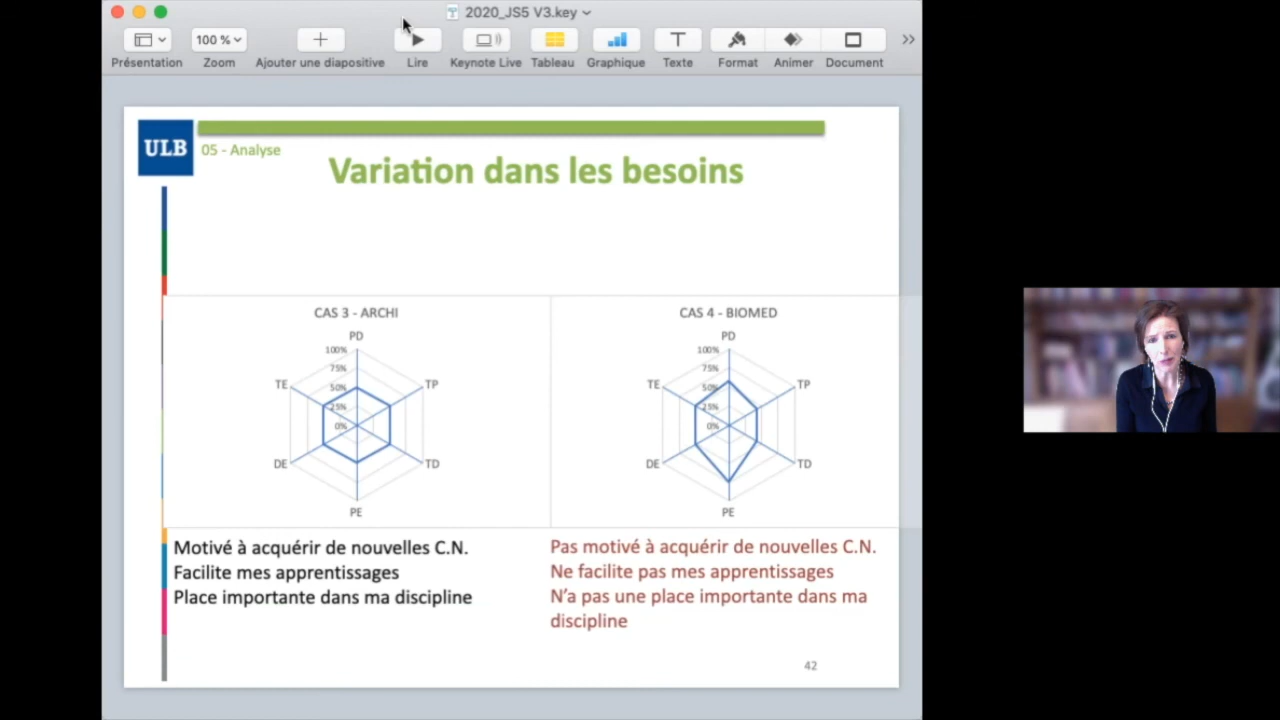 2020_JS5 V3.key
100 %
Présentation Zoom Ajouter une diapositive Lire Keynote Live Tableau Graphique Texte Format Animer Document
ULB
05 - Analyse
Variation dans les besoins
CAS 3 - ARCHI
PD
100%
75%
TE 50% TP
25%
0%
DE TD
PE
CAS 4 - BIOMED
PD
100%
75%
TE 50% TP
25%
0%
DE TD
PE
Motivé à acquérir de nouvelles C.N.
Facilite mes apprentissages
Place importante dans ma discipline
Pas motivé à acquérir de nouvelles C.N.
Ne facilite pas mes apprentissages
N'a pas une place importante dans ma
discipline
42